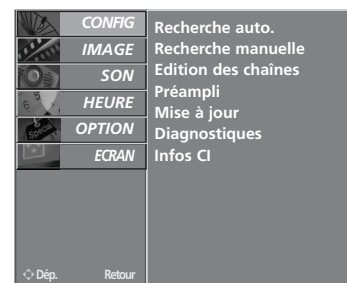 CONFIG
IMAGE
SON
HEURE
OPTION
ECRAN
Recherche auto.
Recherche manuelle
Edition des chaînes
Préampli
Mise à jour
Diagnostiques
Infos CI
Special
Dép.
Retour